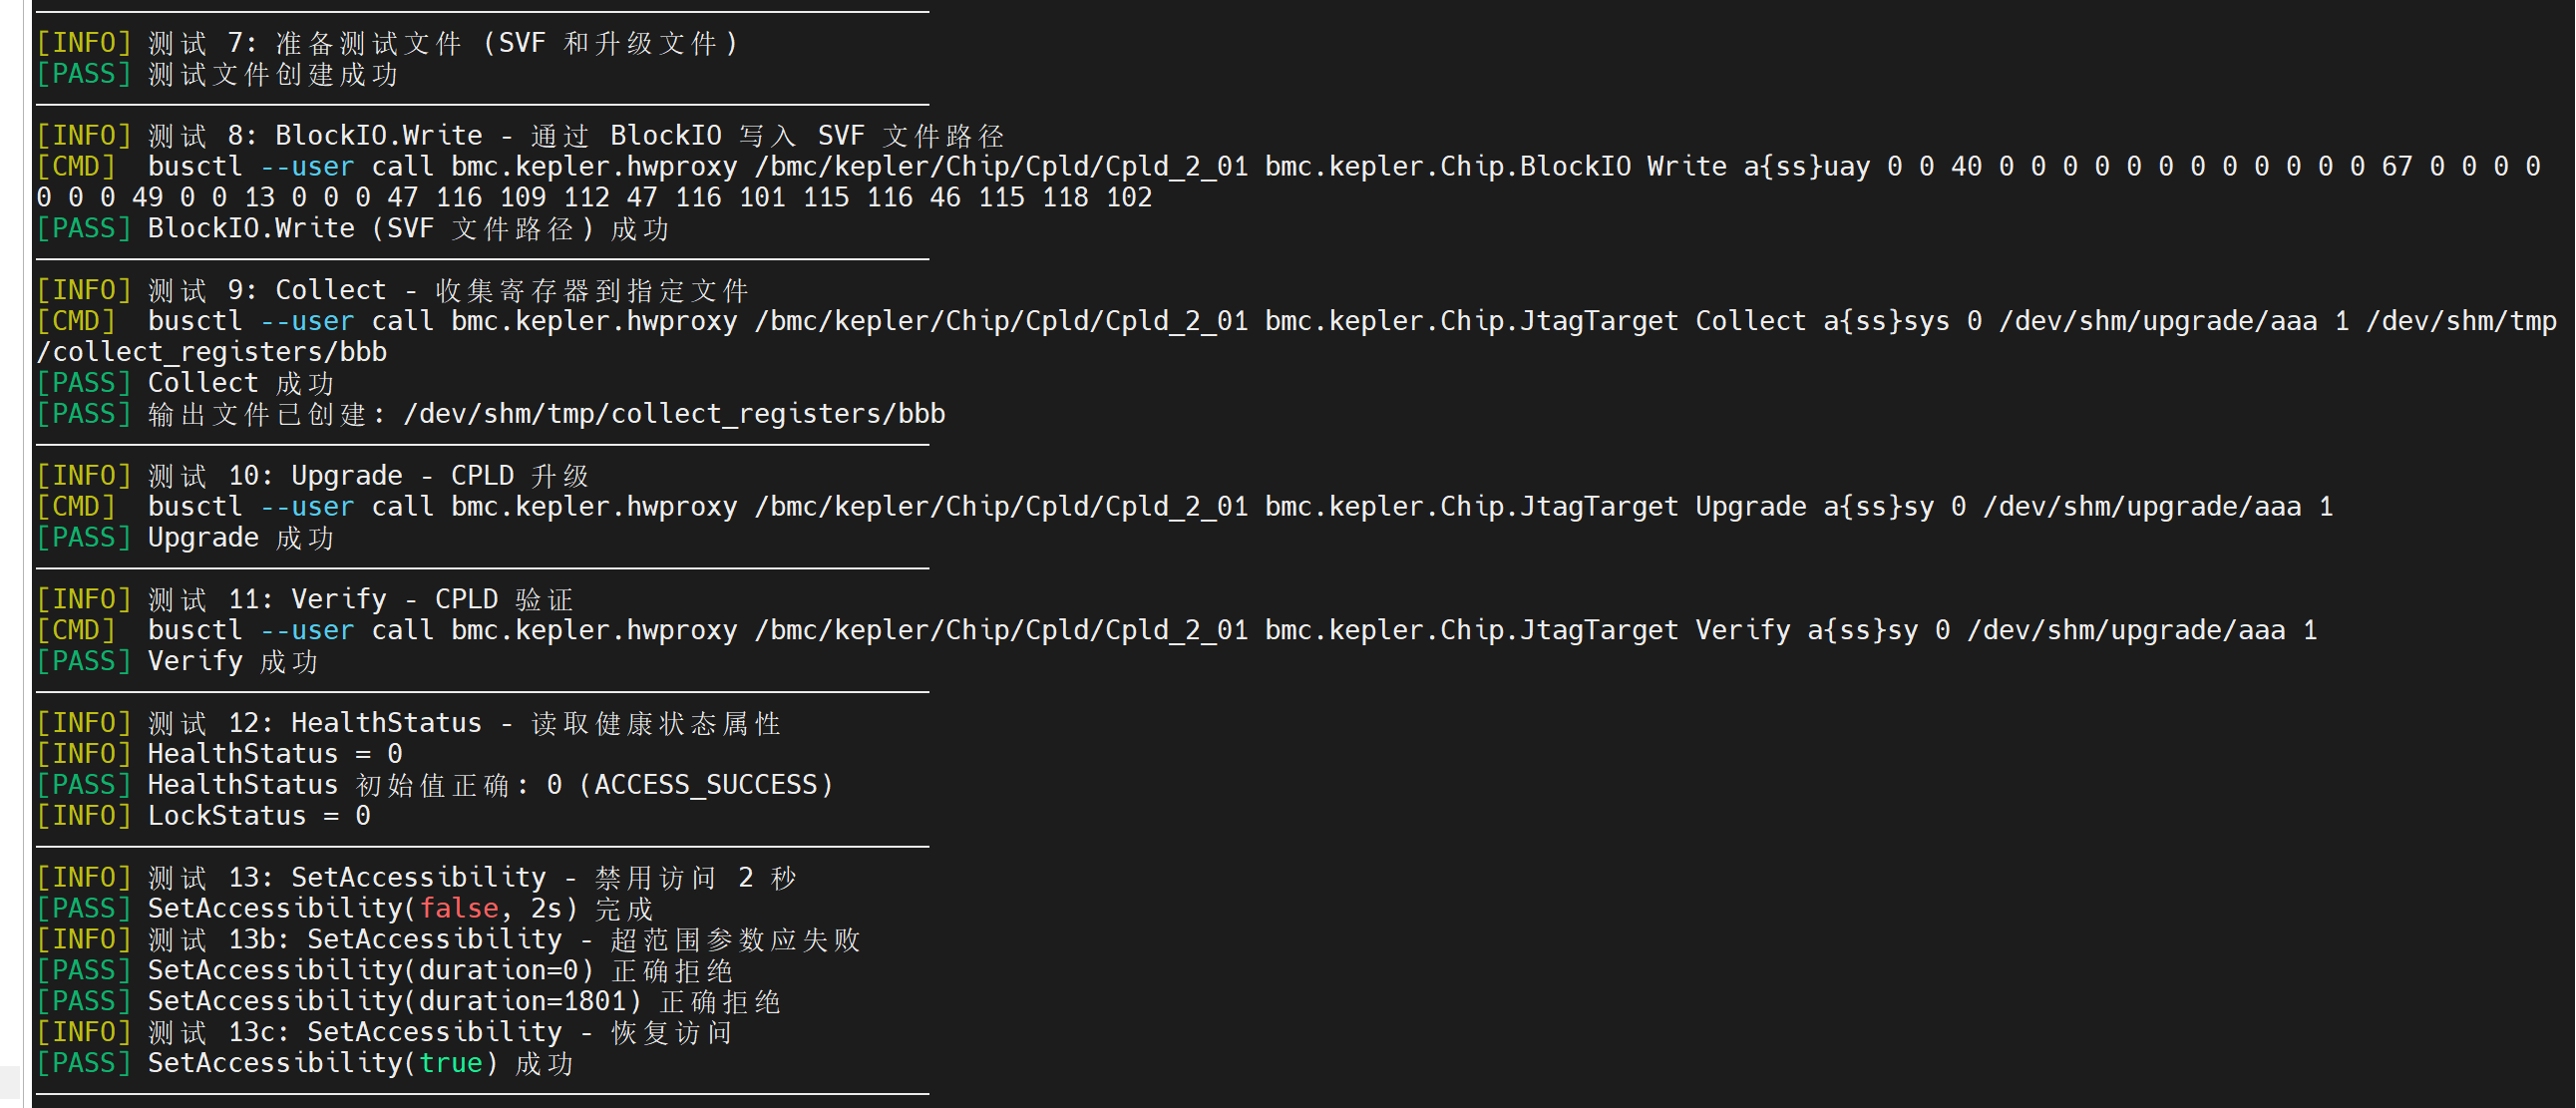 [INFO] 测试 7: 准备测试文件 (SVF 和升级文件)
[PASS] 测试文件创建成功
[INFO] 测试 8: BlockIO.Write - 通过 BlockIO 写入 SVF 文件路径
[CMD]  busctl --user call bmc.kepler.hwproxy /bmc/kepler/Chip/Cpld/Cpld_2_01 bmc.kepler.Chip.BlockIO Write a{ss}uay 0 0 40 0 0 0 0 0 0 0 0 0 0 0 0 67 0 0 0 0
0 0 0 49 0 0 13 0 0 0 47 116 109 112 47 116 101 115 116 46 115 118 102
[PASS] BlockIO.Write (SVF 文件路径) 成功
[INFO] 测试 9: Collect - 收集寄存器到指定文件
[CMD]  busctl --user call bmc.kepler.hwproxy /bmc/kepler/Chip/Cpld/Cpld_2_01 bmc.kepler.Chip.JtagTarget Collect a{ss}sys 0 /dev/shm/upgrade/aaa 1 /dev/shm/tmp
/collect_registers/bbb
[PASS] Collect 成功
[PASS] 输出文件已创建: /dev/shm/tmp/collect_registers/bbb
[INFO] 测试 10: Upgrade - CPLD 升级
[CMD]  busctl --user call bmc.kepler.hwproxy /bmc/kepler/Chip/Cpld/Cpld_2_01 bmc.kepler.Chip.JtagTarget Upgrade a{ss}sy 0 /dev/shm/upgrade/aaa 1
[PASS] Upgrade 成功
[INFO] 测试 11: Verify - CPLD 验证
[CMD]  busctl --user call bmc.kepler.hwproxy /bmc/kepler/Chip/Cpld/Cpld_2_01 bmc.kepler.Chip.JtagTarget Verify a{ss}sy 0 /dev/shm/upgrade/aaa 1
[PASS] Verify 成功
[INFO] 测试 12: HealthStatus - 读取健康状态属性
[INFO] HealthStatus = 0
[PASS] HealthStatus 初始值正确: 0 (ACCESS_SUCCESS)
[INFO] LockStatus = 0
[INFO] 测试 13: SetAccessibility - 禁用访问 2 秒
[PASS] SetAccessibility(false, 2s) 完成
[INFO] 测试 13b: SetAccessibility - 超范围参数应失败
[PASS] SetAccessibility(duration=0) 正确拒绝
[PASS] SetAccessibility(duration=1801) 正确拒绝
[INFO] 测试 13c: SetAccessibility - 恢复访问
[PASS] SetAccessibility(true) 成功